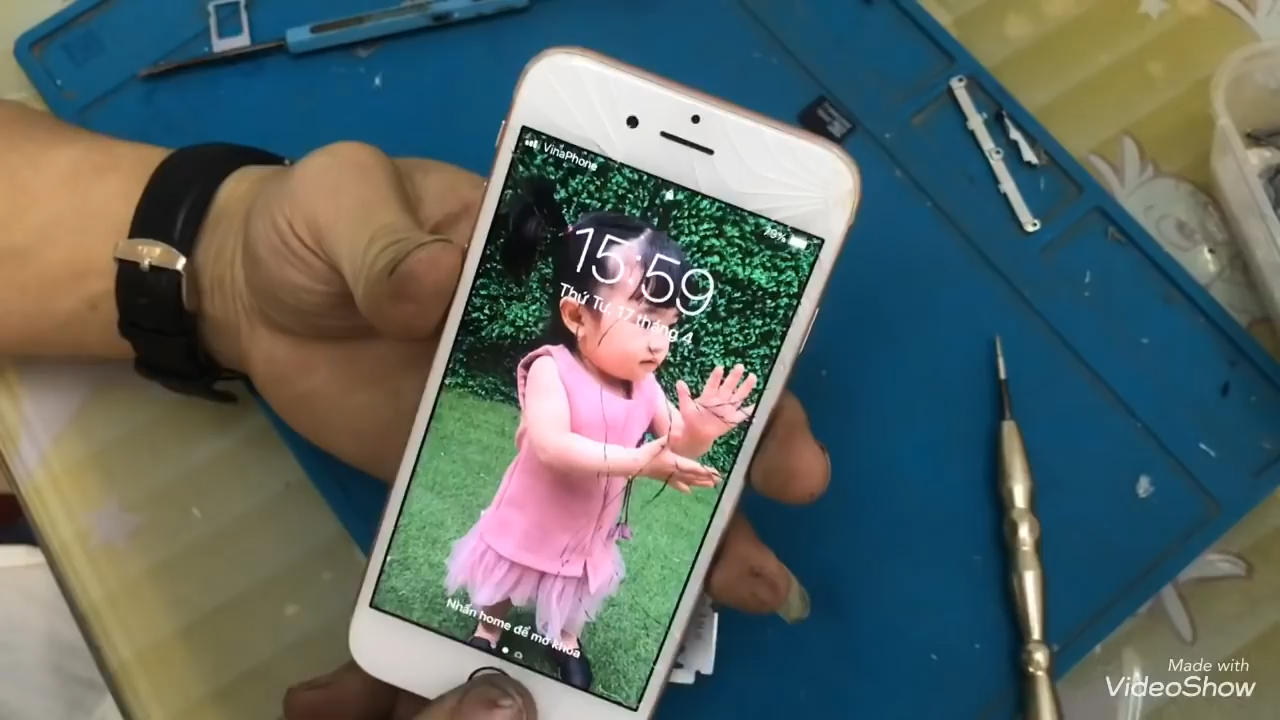 VinaPhone
15:59
Thứ Tư, 17 tháng 4
Nhấn home để mở khóa
Made with
VideoShow